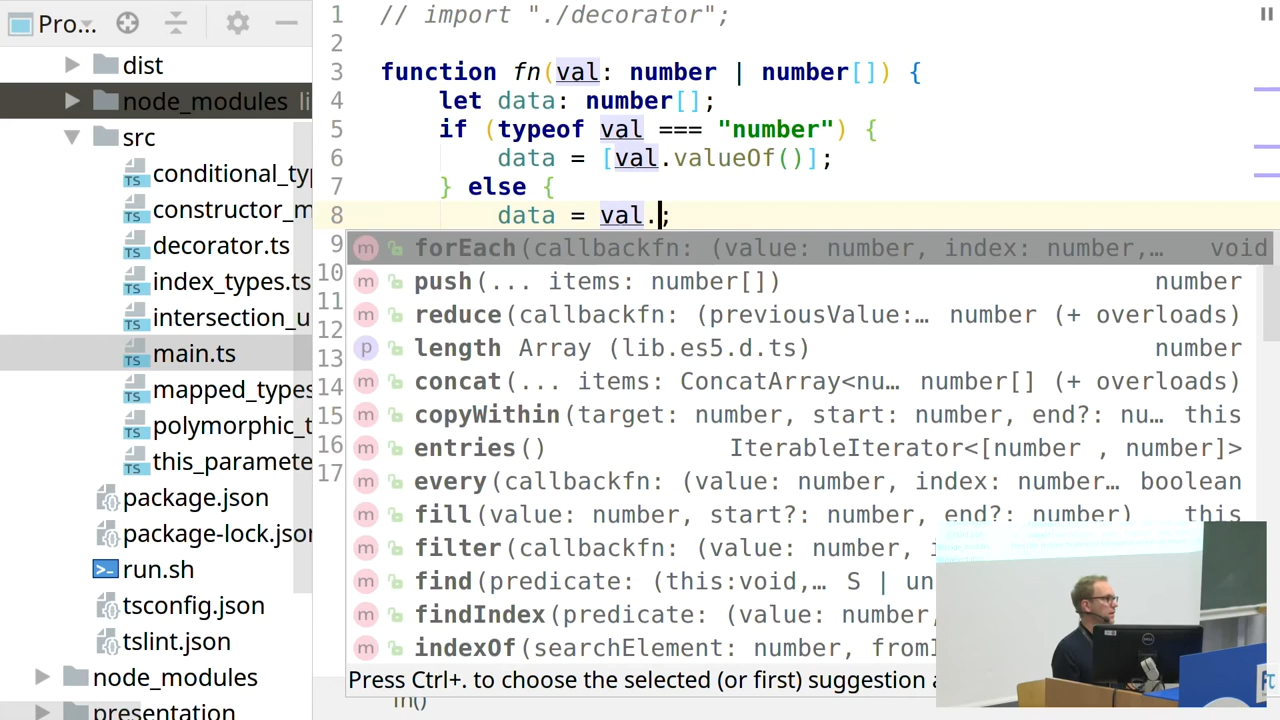 Pro...
dist
node_modules li
src
conditional_ty
constructor_m
decorator.ts
index_types.ts
intersection_u
main.ts
mapped_types
polymorphic_t
this_paramete
package.json
package-lock.jso
run.sh
tsconfig.json
tslint.json
node_modules
presentation
1 // import "./decorator";
2
3 function fn(val: number | number[]) {
4 let data: number[];
5 if (typeof val === "number") {
6 data = [val.valueOf()];
7 } else {
8 data = val.;
9
10
11
12
13
14
15
16
17
m forEach(callbackfn: (value: number, index: number,… void
m push(... items: number[]) number
m reduce(callbackfn: (previousValue:… number (+ overloads)
p length Array (lib.es5.d.ts) number
m concat(... items: ConcatArray<nu… number[] (+ overloads)
m copyWithin(target: number, start: number, end?: nu… this
m entries() IterableIterator<[number , number]>
m every(callbackfn: (value: number, index: number… boolean
m fill(value: number, start?: number, end?: number) this
m filter(callbackfn: (value: number, i
m find(predicate: (this:void,… S | un
m findIndex(predicate: (value: number,
m indexOf(searchElement: number, fromI
Press Ctrl+. to choose the selected (or first) suggestion a
fn()